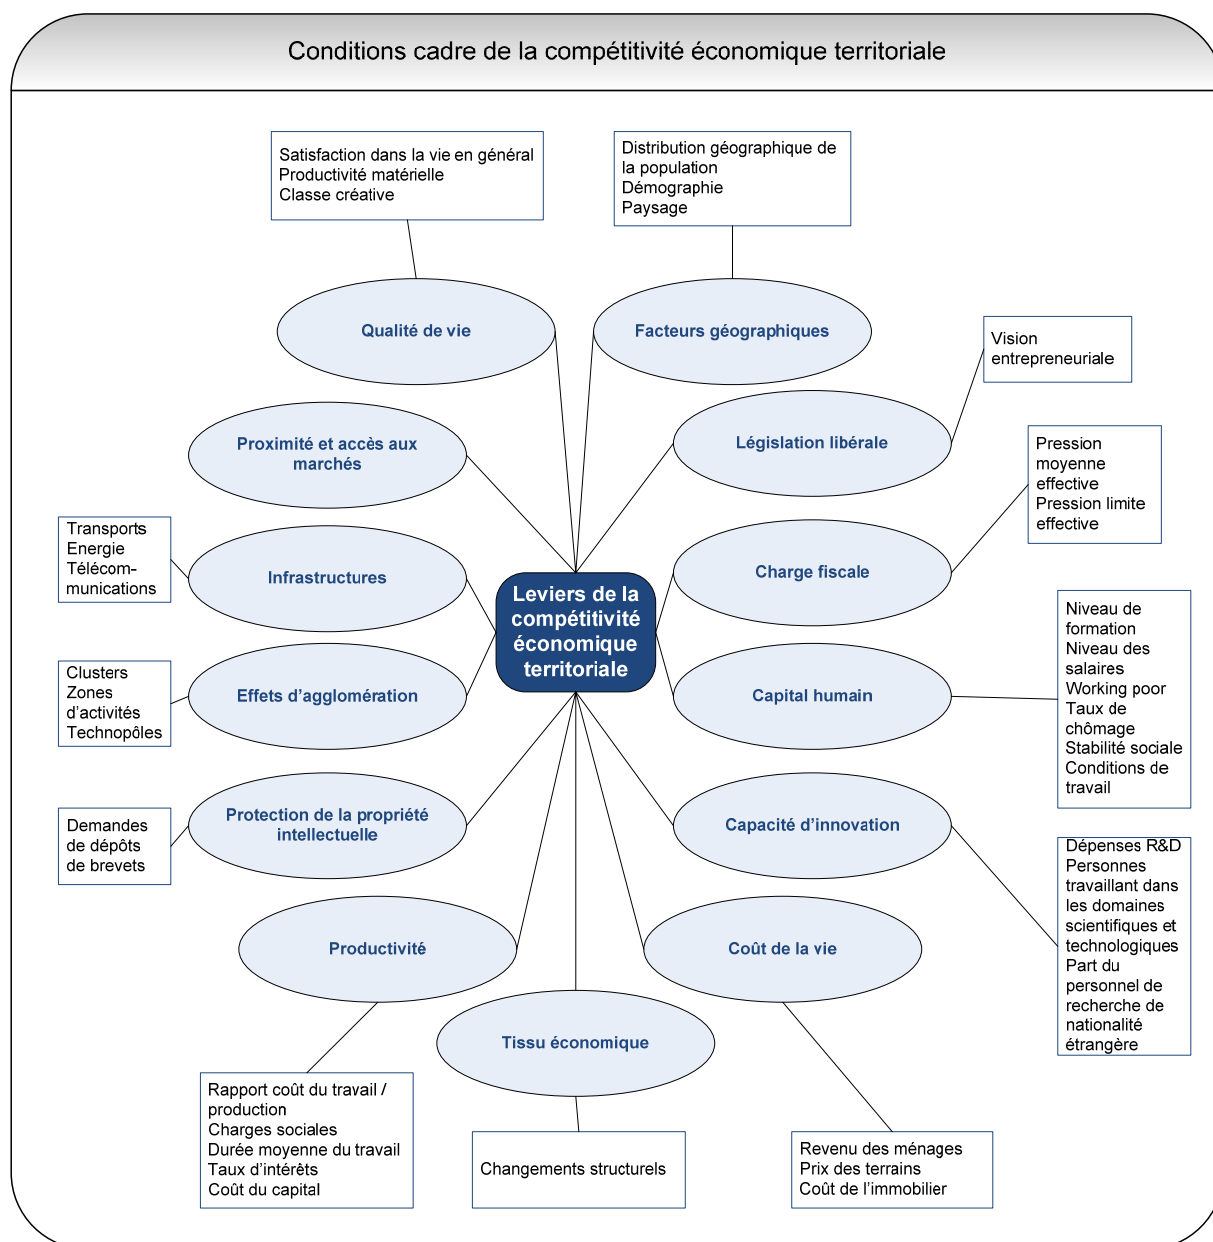 Conditions cadre de la compétitivité économique territoriale
Satisfaction dans la vie en général
Productivité matérielle
Classe créative
Distribution géographique de
la population
Démographie
Paysage
Qualité de vie
Facteurs géographiques
Vision
entrepreneuriale
Proximité et accès aux
marchés
Législation libérale
Pression
moyenne
effective
Pression limite
effective
Transports
Energie
Télécom-
munications
Infrastructures
Charge fiscale
Leviers de la
compétitivité
économique
territoriale
Niveau de
formation
Niveau des
salaires
Working poor
Taux de
chômage
Stabilité sociale
Conditions de
travail
Clusters
Zones
d’activités
Technopôles
Effets d’agglomération
Capital humain
Demandes
de dépôts
de brevets
Protection de la propriété
intellectuelle
Capacité d’innovation
Dépenses R&D
Personnes
travaillant dans
les domaines
scientifiques et
technologiques
Part du
personnel de
recherche de
nationalité
étrangère
Productivité
Coût de la vie
Tissu économique
Rapport coût du travail /
production
Charges sociales
Durée moyenne du travail
Taux d’intérêts
Coût du capital
Changements structurels
Revenu des ménages
Prix des terrains
Coût de l’immobilier